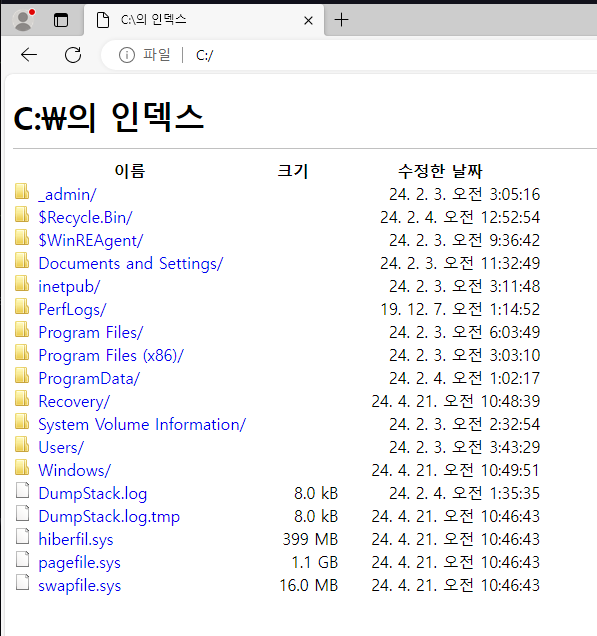 C:\의 인덱스
파일 C:/
C:₩의 인덱스
이름 크기 수정한 날짜
_admin/ 24. 2. 3. 오전 3:05:16
$Recycle.Bin/ 24. 2. 4. 오전 12:52:54
$WinREAgent/ 24. 2. 3. 오전 9:36:42
Documents and Settings/ 24. 2. 3. 오전 11:32:49
inetpub/ 24. 2. 3. 오전 3:11:48
PerfLogs/ 19. 12. 7. 오전 1:14:52
Program Files/ 24. 2. 3. 오전 6:03:49
Program Files (x86)/ 24. 2. 3. 오전 3:03:10
ProgramData/ 24. 2. 4. 오전 1:02:17
Recovery/ 24. 4. 21. 오전 10:48:39
System Volume Information/ 24. 2. 3. 오전 2:32:54
Users/ 24. 2. 3. 오전 3:43:29
Windows/ 24. 4. 21. 오전 10:49:51
DumpStack.log 8.0 kB 24. 2. 4. 오전 1:35:35
DumpStack.log.tmp 8.0 kB 24. 4. 21. 오전 10:46:43
hiberfil.sys 399 MB 24. 4. 21. 오전 10:46:43
pagefile.sys 1.1 GB 24. 4. 21. 오전 10:46:43
swapfile.sys 16.0 MB 24. 4. 21. 오전 10:46:43